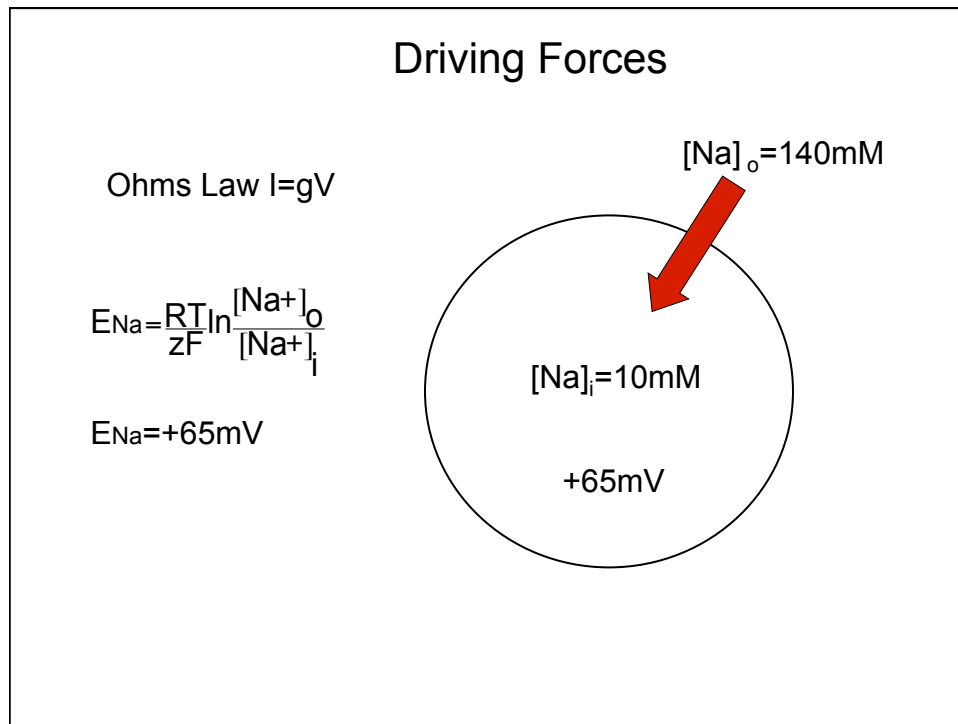 Driving Forces
[Na]o=140mM
Ohms Law I=gV
ENa=RT/zF ln [Na+]o/[Na+]i
[Na]i=10mM
ENa=+65mV
+65mV